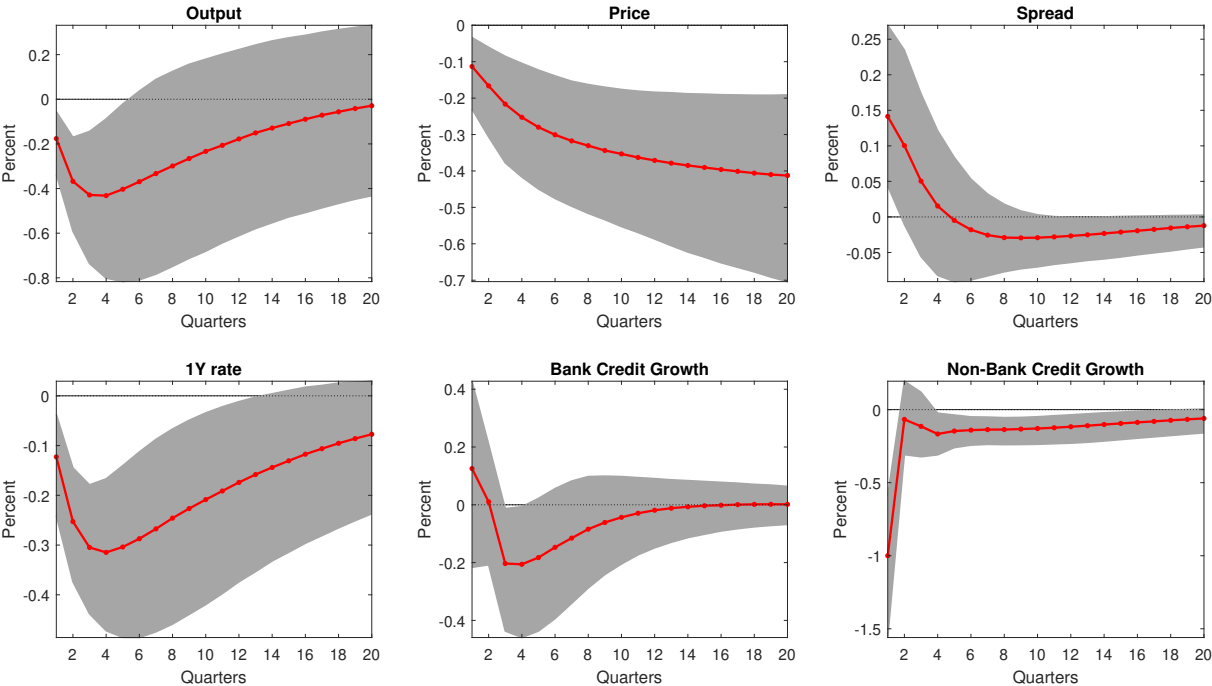 Output
Percent
0.2
0
-0.2
-0.4
-0.6
-0.8
2 4 6 8 10 12 14 16 18 20
Quarters
Price
Percent
0
-0.1
-0.2
-0.3
-0.4
-0.5
-0.6
-0.7
2 4 6 8 10 12 14 16 18 20
Quarters
Spread
Percent
0.25
0.2
0.15
0.1
0.05
0
-0.05
2 4 6 8 10 12 14 16 18 20
Quarters
1Y rate
Percent
0
-0.1
-0.2
-0.3
-0.4
2 4 6 8 10 12 14 16 18 20
Quarters
Bank Credit Growth
Percent
0.4
0.2
0
-0.2
-0.4
2 4 6 8 10 12 14 16 18 20
Quarters
Non-Bank Credit Growth
Percent
0
-0.5
-1
-1.5
2 4 6 8 10 12 14 16 18 20
Quarters